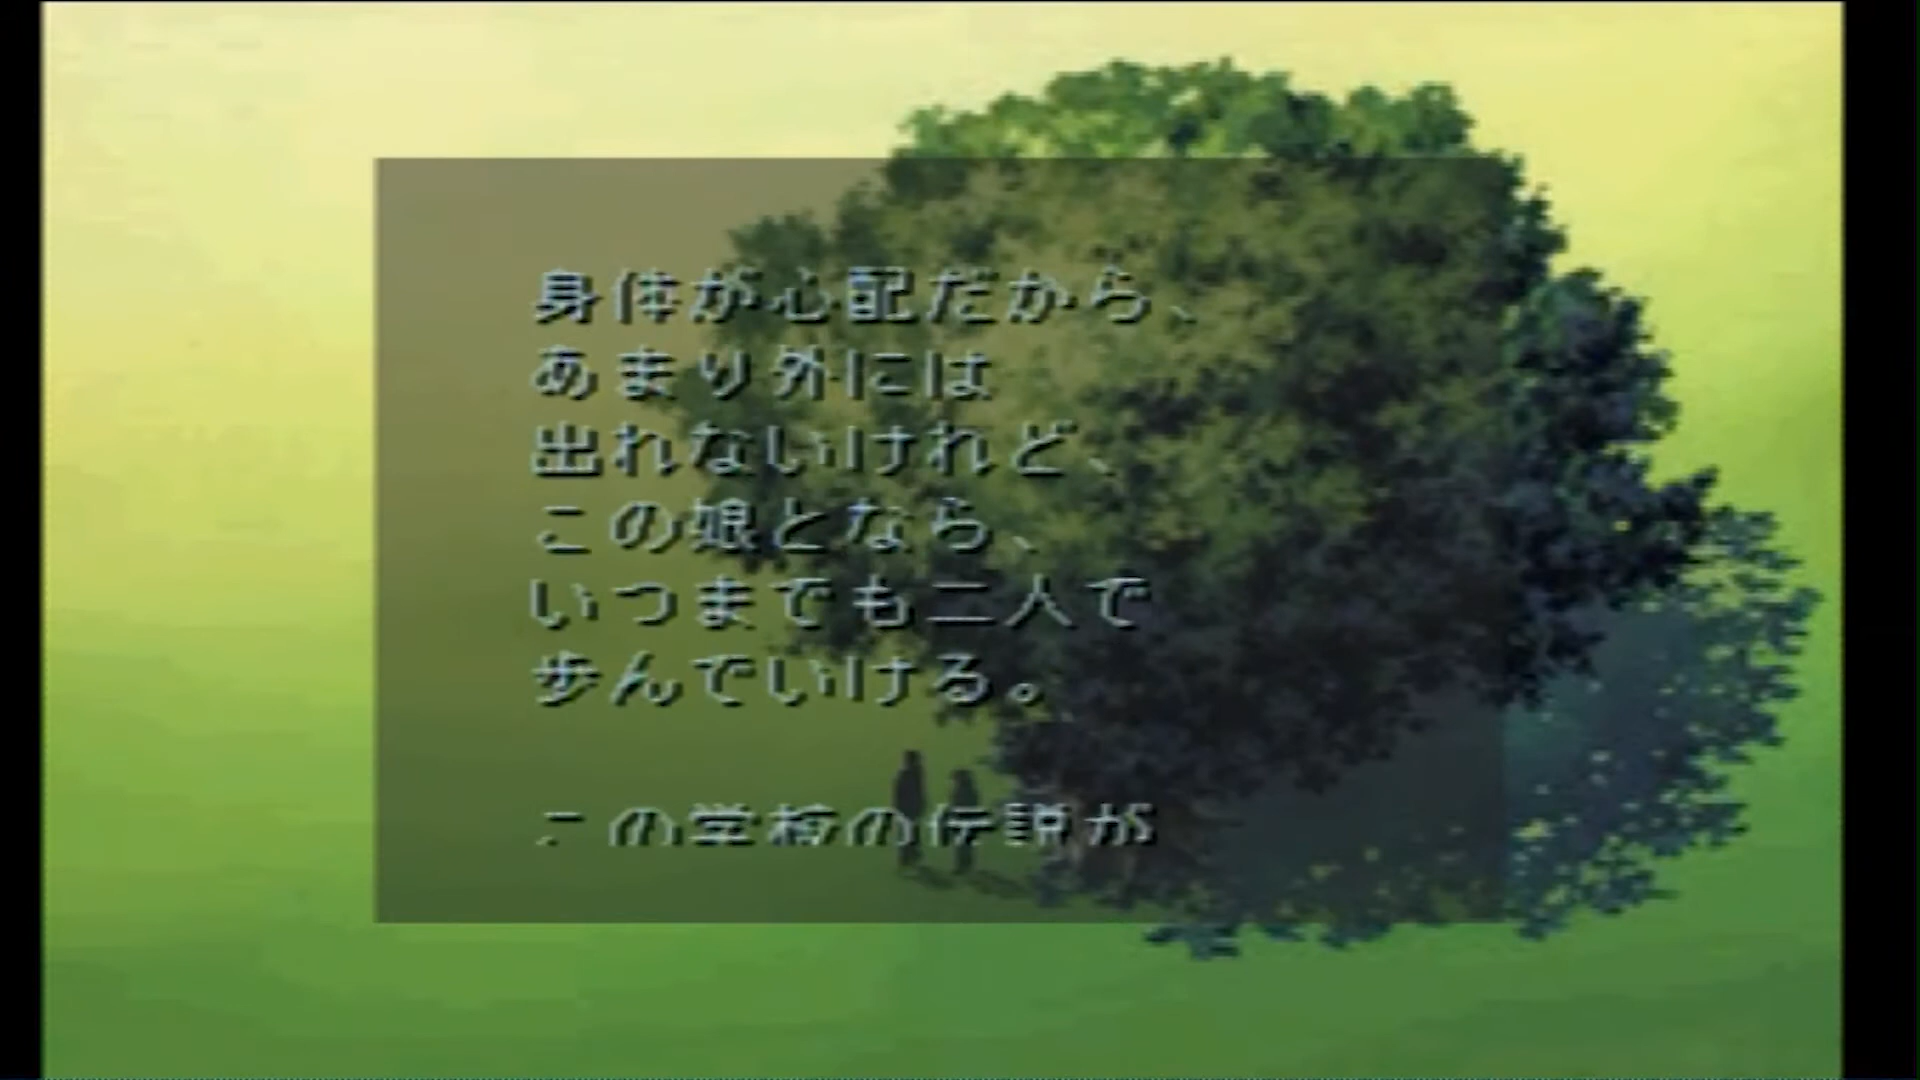 身体が心配だから、
あまり外には
出れないけれど、
この娘となら、
いつまでも二人で
歩んでいける。
この学校の伝説が